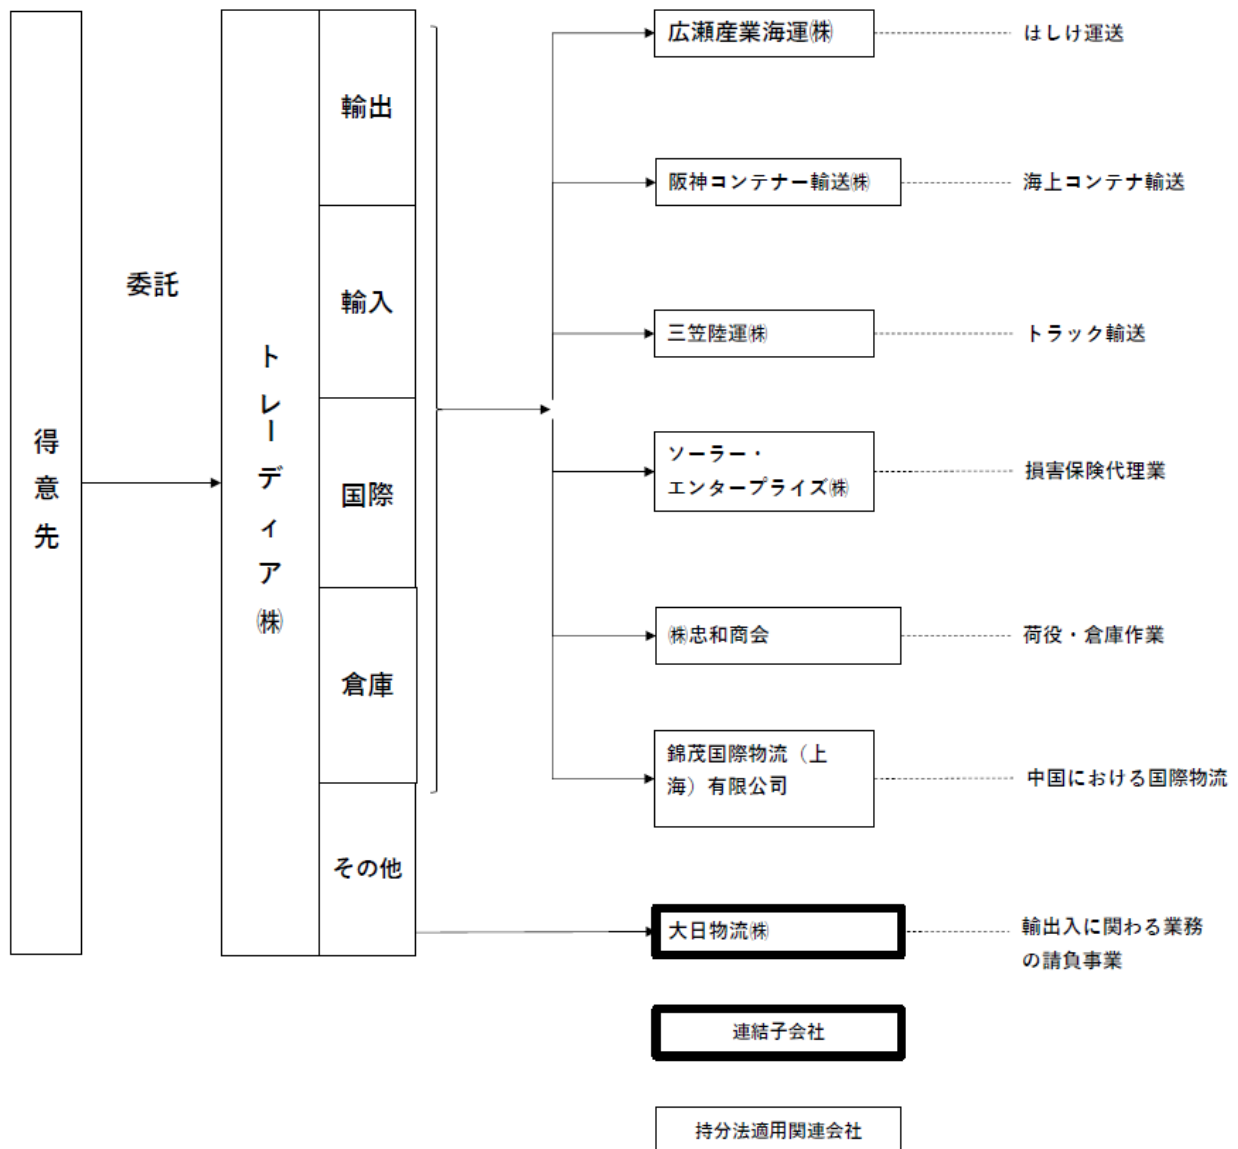 得意先
委託
トレーディア㈱
輸出
輸入
国際
倉庫
その他
広瀬産業海運㈱
はしけ運送
阪神コンテナー輸送㈱
海上コンテナ輸送
三笠陸運㈱
トラック輸送
ソーラー・
エンタープライズ㈱
損害保険代理業
㈱忠和商会
荷役・倉庫作業
錦茂国際物流（上
海）有限公司
中国における国際物流
大日物流㈱
輸出入に関わる業務
の請負事業
連結子会社
持分法適用関連会社